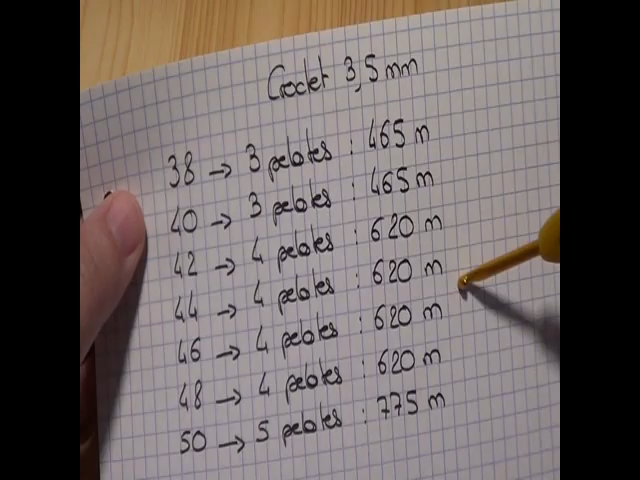 Crochet 3,5 mm
38 → 3 pelotes : 465 m
40 → 3 pelotes : 465 m
42 → 4 pelotes : 620 m
44 → 4 pelotes : 620 m
46 → 4 pelotes : 620 m
48 → 4 pelotes : 620 m
50 → 5 pelotes : 775 m